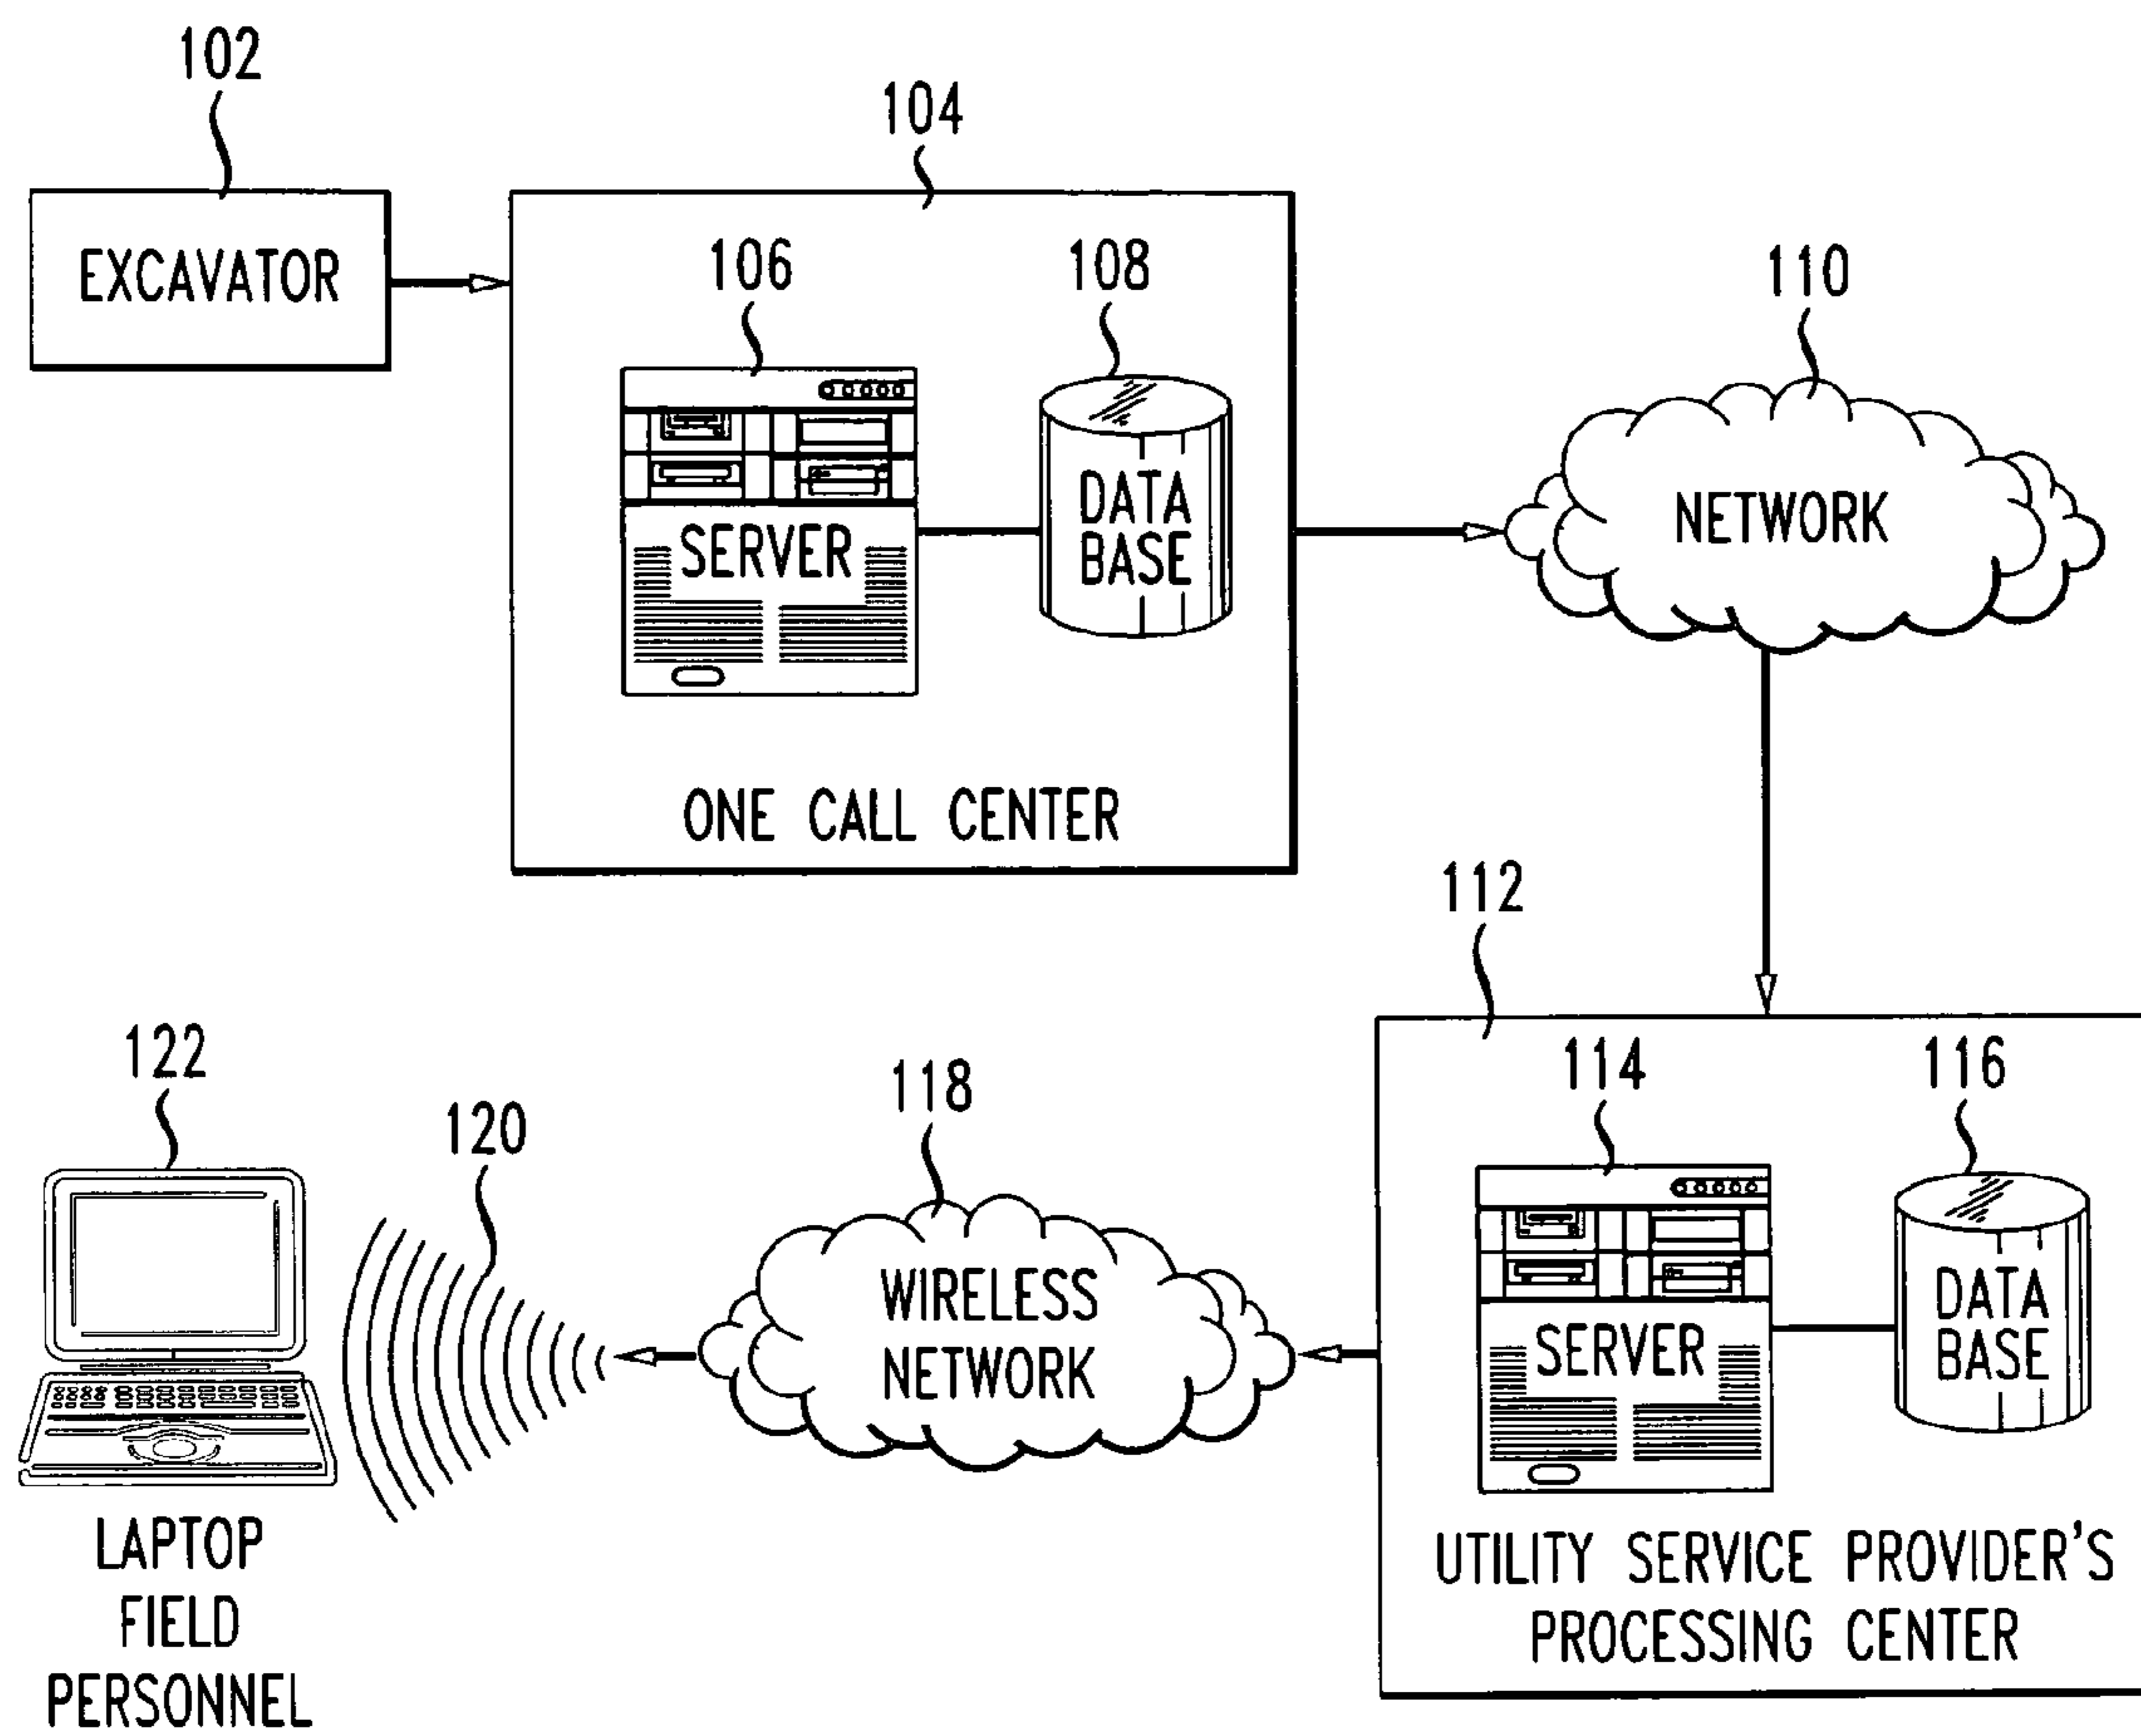 102
104
EXCAVATOR
106
108
110
SERVER
DATA
BASE
NETWORK
ONE CALL CENTER
112
122
120
118
114
116
WIRELESS
NETWORK
SERVER
DATA
BASE
LAPTOP
FIELD
PERSONNEL
UTILITY SERVICE PROVIDER'S
PROCESSING CENTER